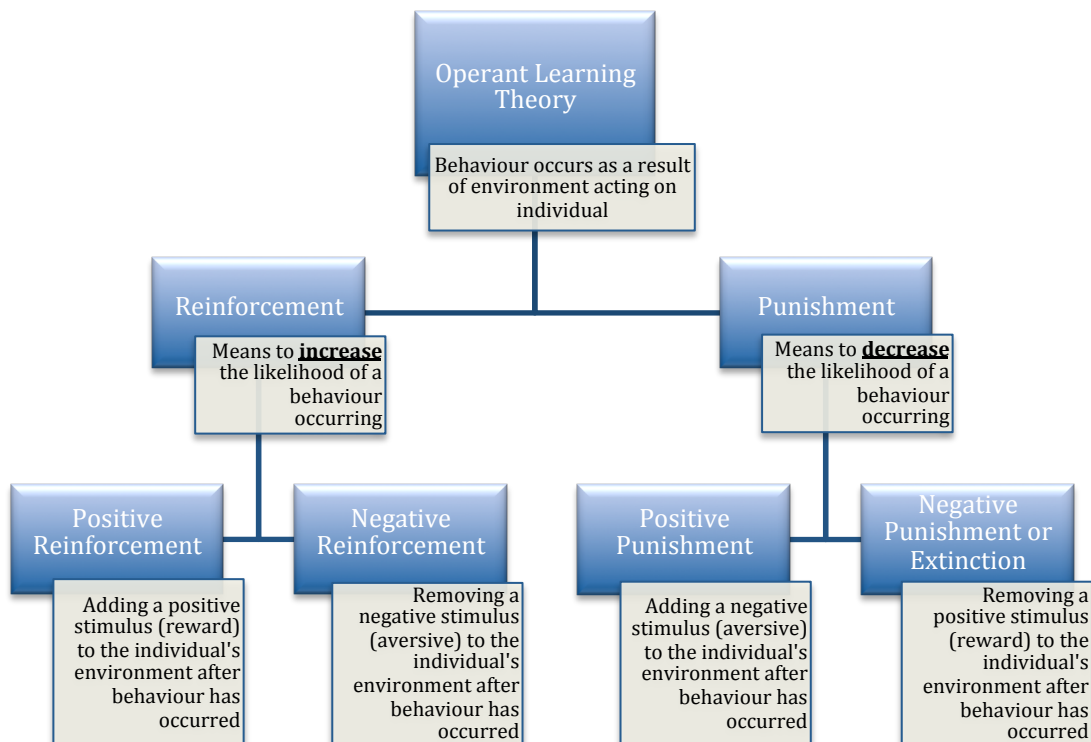 Operant Learning
Theory
Behaviour occurs as a result
of environment acting on
individual
Reinforcement
Means to increase
the likelihood of a
behaviour
occurring
Punishment
Means to decrease
the likelihood of a
behaviour
occurring
Positive
Reinforcement
Adding a positive
stimulus (reward)
to the individual's
environment after
behaviour has
occurred
Negative
Reinforcement
Removing a
negative stimulus
(aversive) to the
individual's
environment after
behaviour has
occurred
Positive
Punishment
Adding a negative
stimulus (aversive)
to the individual's
environment after
behaviour has
occurred
Negative
Punishment or
Extinction
Removing a
positive stimulus
(reward) to the
individual's
environment after
behaviour has
occurred